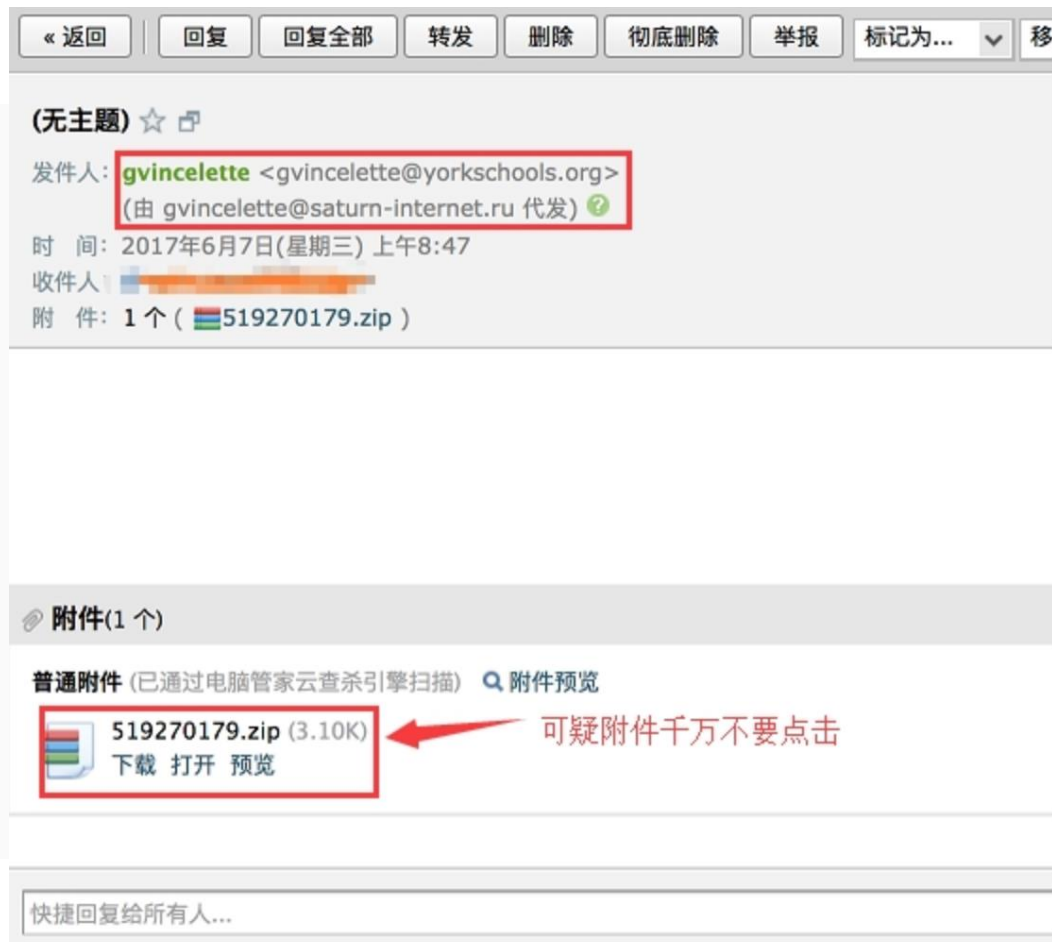 « 返回 回复 回复全部 转发 删除 彻底删除 举报 标记为... 移
(无主题)
发件人: gvincelette <gvincelette@yorkschools.org>
(由 gvincelette@saturn-internet.ru 代发)
时 间: 2017年6月7日(星期三) 上午8:47
收件人
附 件: 1 个 ( 519270179.zip )
附件(1 个)
普通附件 (已通过电脑管家云查杀引擎扫描) 附件预览
519270179.zip (3.10K)
可疑附件千万不要点击
下载 打开 预览
快捷回复给所有人...